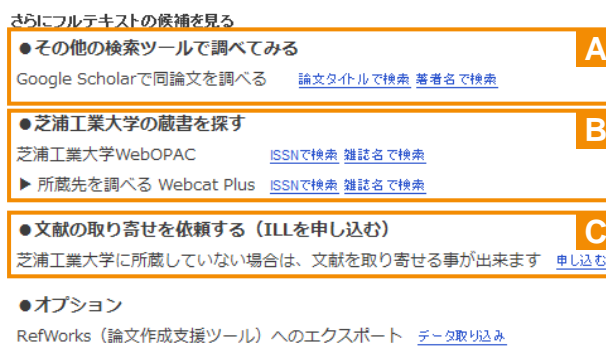 さらにフルテキストの候補を見る
●その他の検索ツールで調べてみる A
Google Scholarで同論文を調べる 論文タイトルで検索 著者名で検索
●芝浦工業大学の蔵書を探す B
芝浦工業大学WebOPAC ISSNで検索 雑誌名で検索
▶ 所蔵先を調べる Webcat Plus ISSNで検索 雑誌名で検索
●文献の取り寄せを依頼する（ILLを申し込む） C
芝浦工業大学に所蔵していない場合は、文献を取り寄せる事が出来ます 申し込む
●オプション
RefWorks（論文作成支援ツール）へのエクスポート データ取り込み